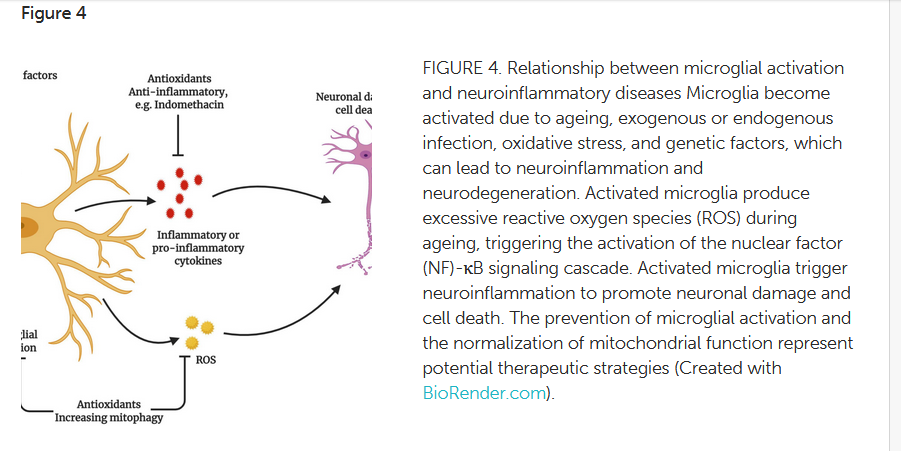 Figure 4
factors
Antioxidants
Anti-inflammatory,
e.g. Indomethacin
Neuronal
cell
Inflammatory or
pro-inflammatory
cytokines
ROS
Antioxidants
Increasing mitophagy
FIGURE 4. Relationship between microglial activation
and neuroinflammatory diseases Microglia become
activated due to ageing, exogenous or endogenous
infection, oxidative stress, and genetic factors, which
can lead to neuroinflammation and
neurodegeneration. Activated microglia produce
excessive reactive oxygen species (ROS) during
ageing, triggering the activation of the nuclear factor
(NF)-κB signaling cascade. Activated microglia trigger
neuroinflammation to promote neuronal damage and
cell death. The prevention of microglial activation and
the normalization of mitochondrial function represent
potential therapeutic strategies (Created with
BioRender.com).